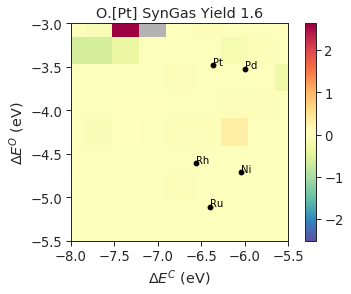 O.[Pt] SynGas Yield 1.6
−3.0
−3.5
−4.0
−4.5
−5.0
−5.5
ΔE^O (eV)
Pt
Pd
Rh
Ni
Ru
−8.0 −7.5 −7.0 −6.5 −6.0 −5.5
ΔE^C (eV)
2
1
0
−1
−2